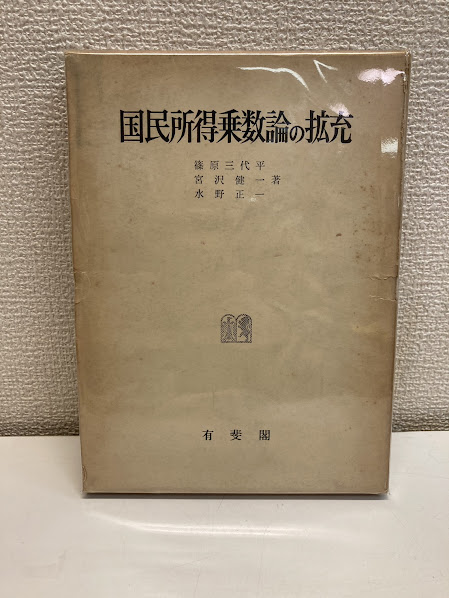 国民所得乗数論の拡充
篠原三代平
宮沢健一著
水野正一
有斐閣